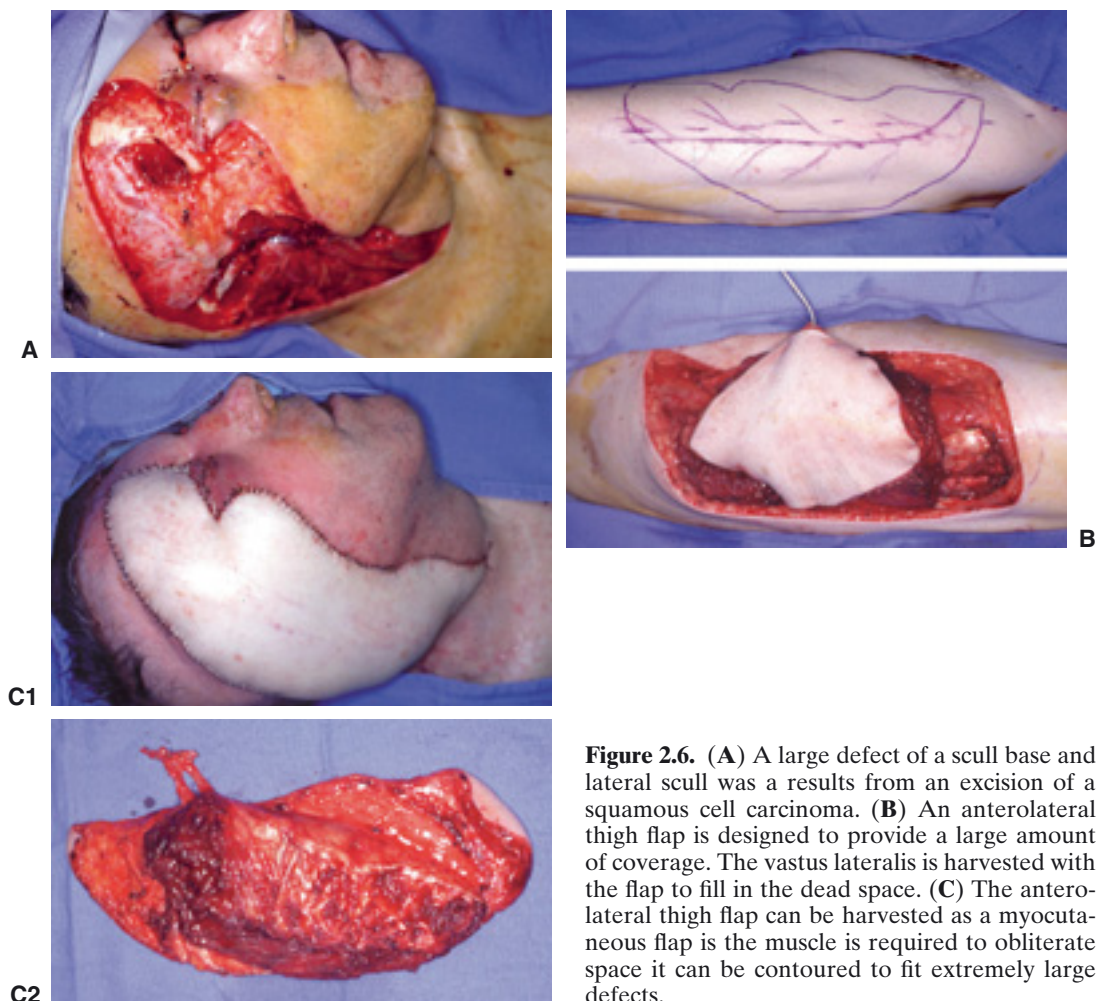 A
B
C1
C2
Figure 2.6. (A) A large defect of a scull base and
lateral scull was a results from an excision of a
squamous cell carcinoma. (B) An anterolateral
thigh flap is designed to provide a large amount
of coverage. The vastus lateralis is harvested with
the flap to fill in the dead space. (C) The antero-
lateral thigh flap can be harvested as a myocuta-
neous flap is the muscle is required to obliterate
space it can be contoured to fit extremely large
defects.